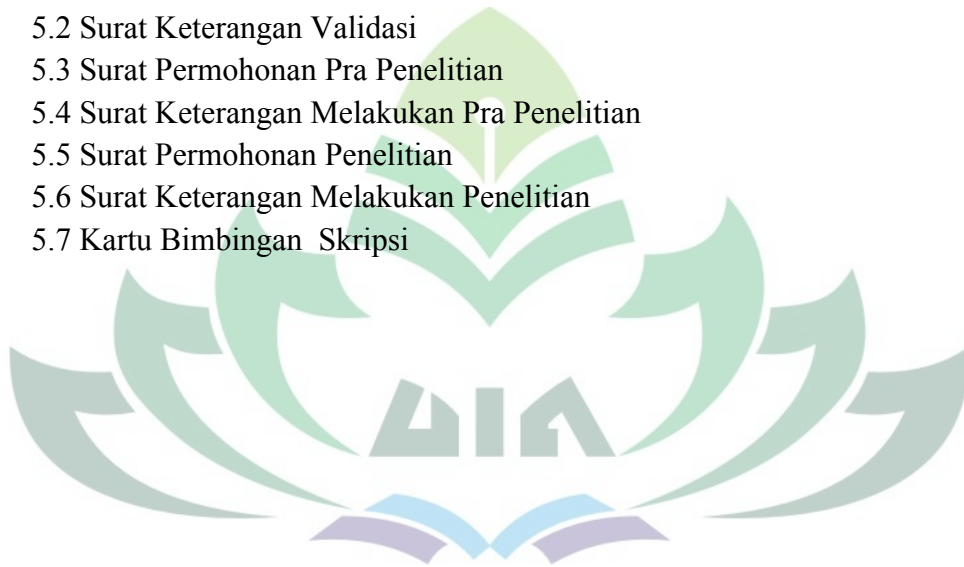 5.2 Surat Keterangan Validasi
5.3 Surat Permohonan Pra Penelitian
5.4 Surat Keterangan Melakukan Pra Penelitian
5.5 Surat Permohonan Penelitian
5.6 Surat Keterangan Melakukan Penelitian
5.7 Kartu Bimbingan  Skripsi
UIN